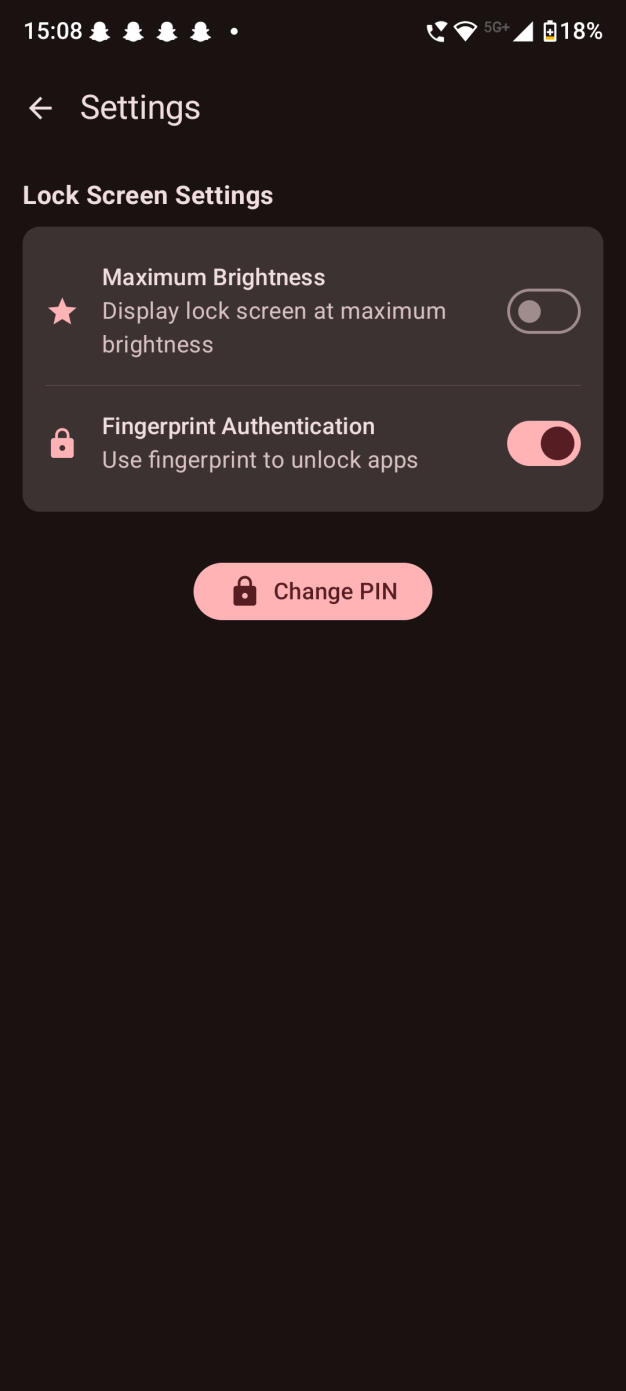 15:08
5G+
18%
Settings
Lock Screen Settings
Maximum Brightness
Display lock screen at maximum
brightness
Fingerprint Authentication
Use fingerprint to unlock apps
Change PIN